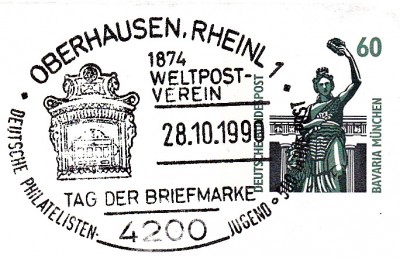 OBERHAUSEN, RHEINL 1
1874
WELTPOST-
VEREIN
28.10.1990
TAG DER BRIEFMARKE
4200
DEUTSCHE PHILATELISTEN-JUGEND
60
DEUTSCHE BUNDESPOST
BAVARIA MÜNCHEN